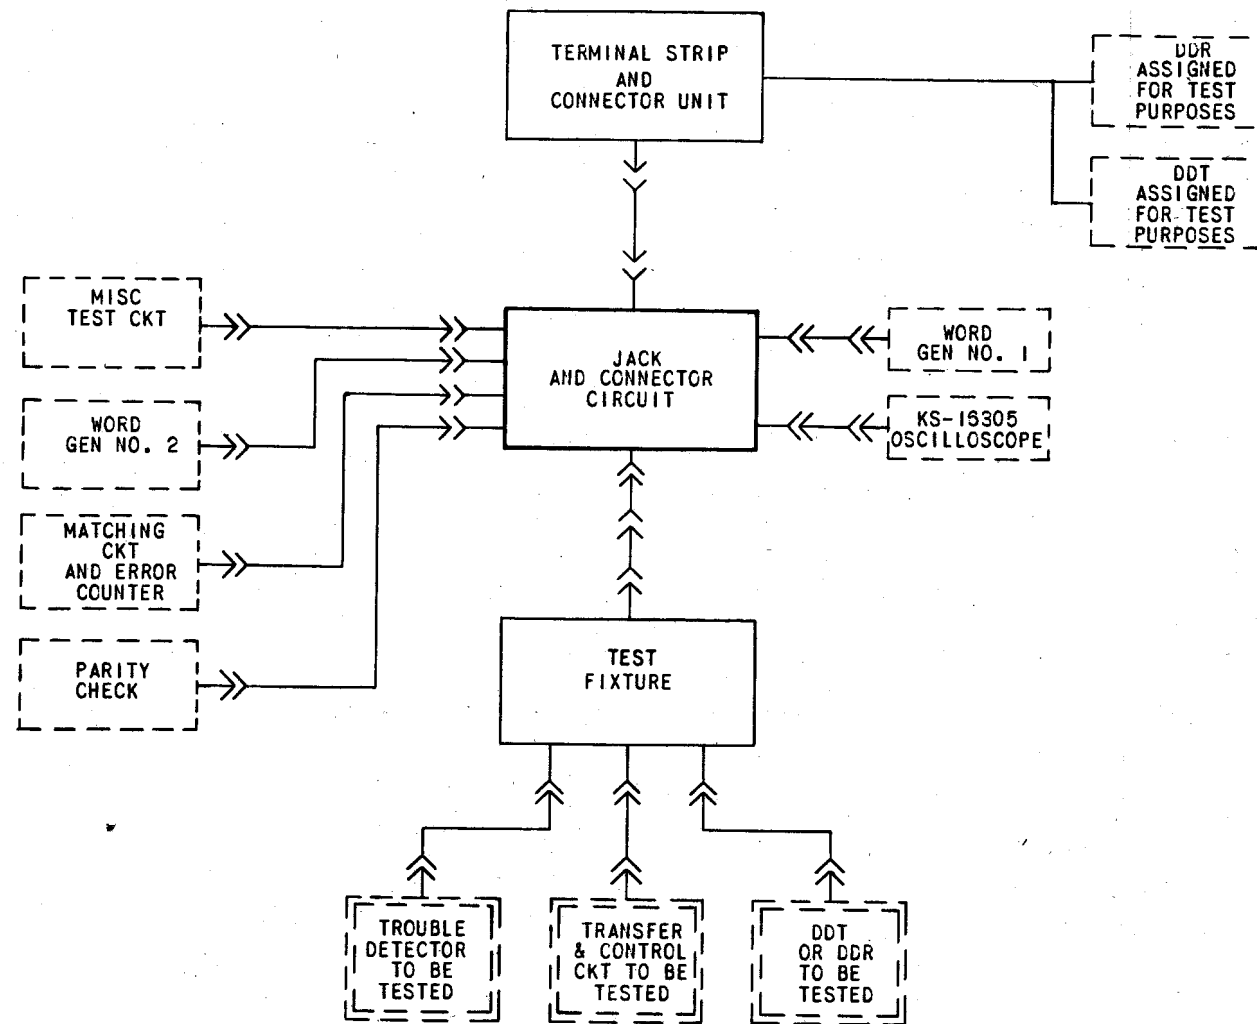 TERMINAL STRIP
AND
CONNECTOR UNIT
DDR
ASSIGNED
FOR TEST
PURPOSES
DDT
ASSIGNED
FOR TEST
PURPOSES
MISC
TEST CKT
WORD
GEN NO. 2
MATCHING
CKT
AND ERROR
COUNTER
PARITY
CHECK
JACK
AND CONNECTOR
CIRCUIT
WORD
GEN NO. 1
KS-16305
OSCILLOSCOPE
TEST
FIXTURE
TROUBLE
DETECTOR
TO BE
TESTED
TRANSFER
& CONTROL
CKT TO BE
TESTED
DDT
OR DDR
TO BE
TESTED